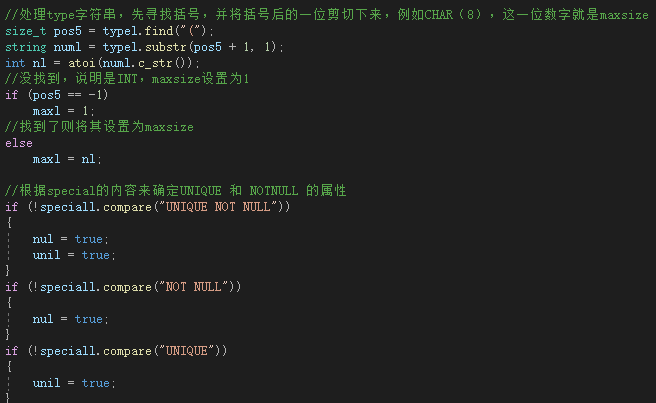 //处理type字符串，先寻找括号，并将括号后的一位剪切下来，例如CHAR（8），这一位数字就是maxsize
size_t pos5 = typel.find("(");
string numl = typel.substr(pos5 + 1, 1);
int nl = atoi(numl.c_str());
//没找到，说明是INT，maxsize设置为1
if (pos5 == -1)
maxl = 1;
//找到了则将其设置为maxsize
else
maxl = nl;
//根据special的内容来确定UNIQUE 和 NOTNULL 的属性
if (!speciall.compare("UNIQUE NOT NULL"))
{
nul = true;
unil = true;
}
if (!speciall.compare("NOT NULL"))
{
nul = true;
}
if (!speciall.compare("UNIQUE"))
{
unil = true;
}